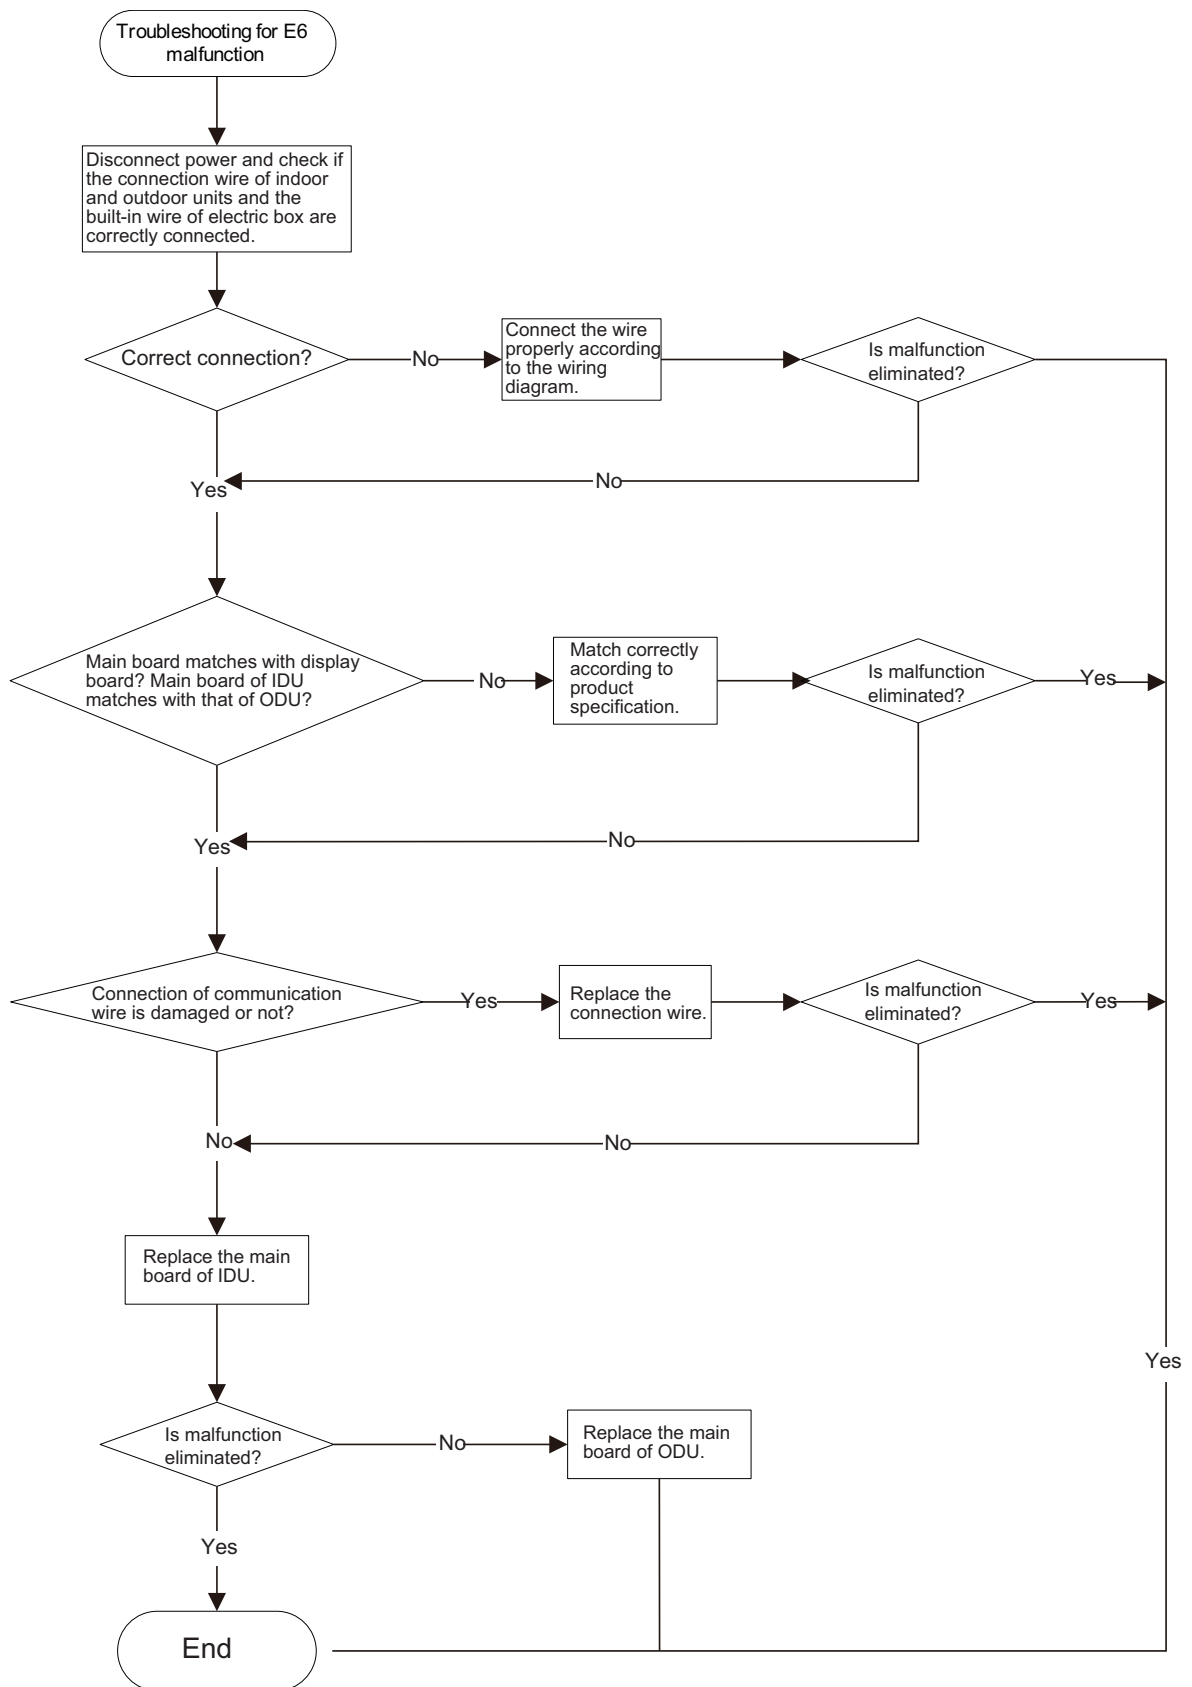 Troubleshooting for E6
malfunction
Disconnect power and check if
the connection wire of indoor
and outdoor units and the
built-in wire of electric box are
correctly connected.
Correct connection?
No
Connect the wire
properly according
to the wiring
diagram.
Is malfunction
eliminated?
No
Yes
Main board matches with display
board? Main board of IDU
matches with that of ODU?
No
Match correctly
according to
product
specification.
Is malfunction
eliminated?
Yes
No
Yes
Connection of communication
wire is damaged or not?
Yes
Replace the
connection wire.
Is malfunction
eliminated?
Yes
No
No
Replace the main
board of IDU.
Yes
Is malfunction
eliminated?
No
Replace the main
board of ODU.
Yes
End